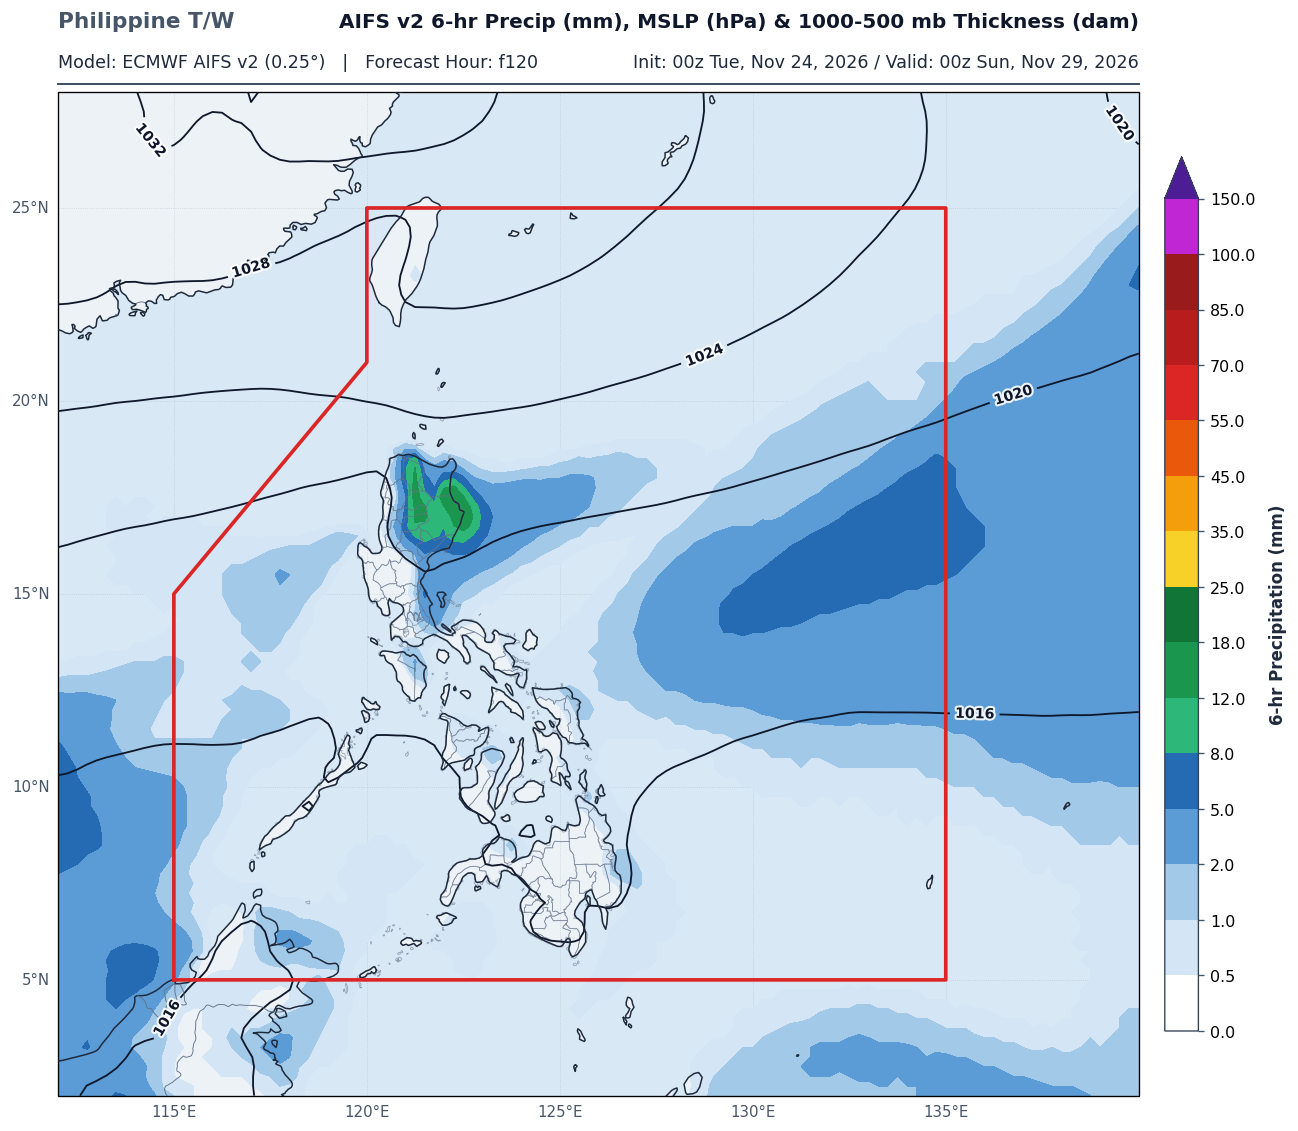 Philippine T/W
AIFS v2 6-hr Precip (mm), MSLP (hPa) & 1000-500 mb Thickness (dam)
Model: ECMWF AIFS v2 (0.25°) | Forecast Hour: f120
Init: 00z Tue, Nov 24, 2026 / Valid: 00z Sun, Nov 29, 2026
1032
1020
1028
1024
1020
1016
1016
25°N
20°N
15°N
10°N
5°N
115°E
120°E
125°E
130°E
135°E
150.0
100.0
85.0
70.0
55.0
45.0
35.0
25.0
18.0
12.0
8.0
5.0
2.0
1.0
0.5
0.0
6-hr Precipitation (mm)